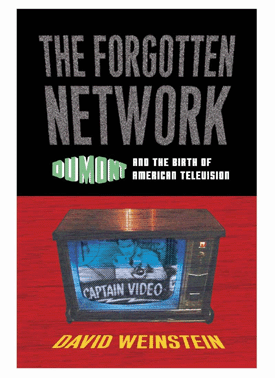 THE FORGOTTEN
NETWORK
DUMONT
AND THE BIRTH OF
AMERICAN TELEVISION
CAPTAIN VIDEO
DAVID WEINSTEIN